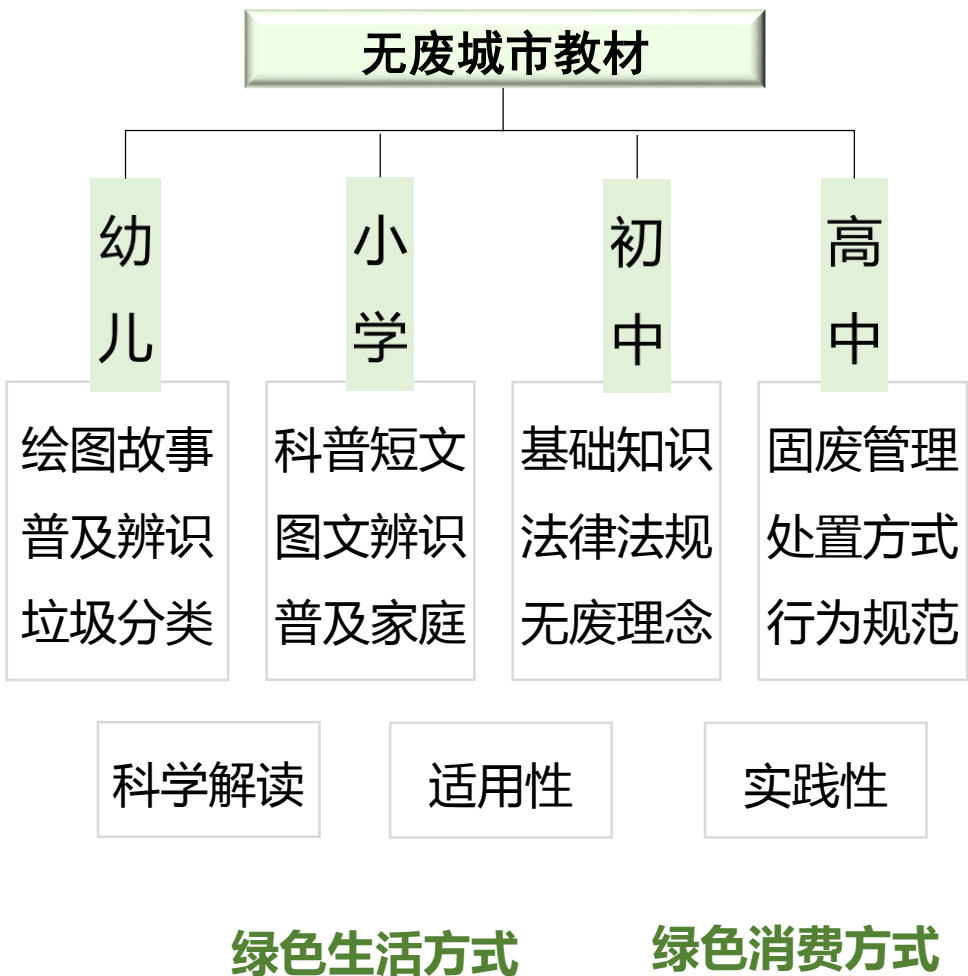 无废城市教材
幼儿
小学
初中
高中
绘图故事
普及辨识
垃圾分类
科普短文
图文辨识
普及家庭
基础知识
法律法规
无废理念
固废管理
处置方式
行为规范
科学解读
适用性
实践性
绿色生活方式
绿色消费方式